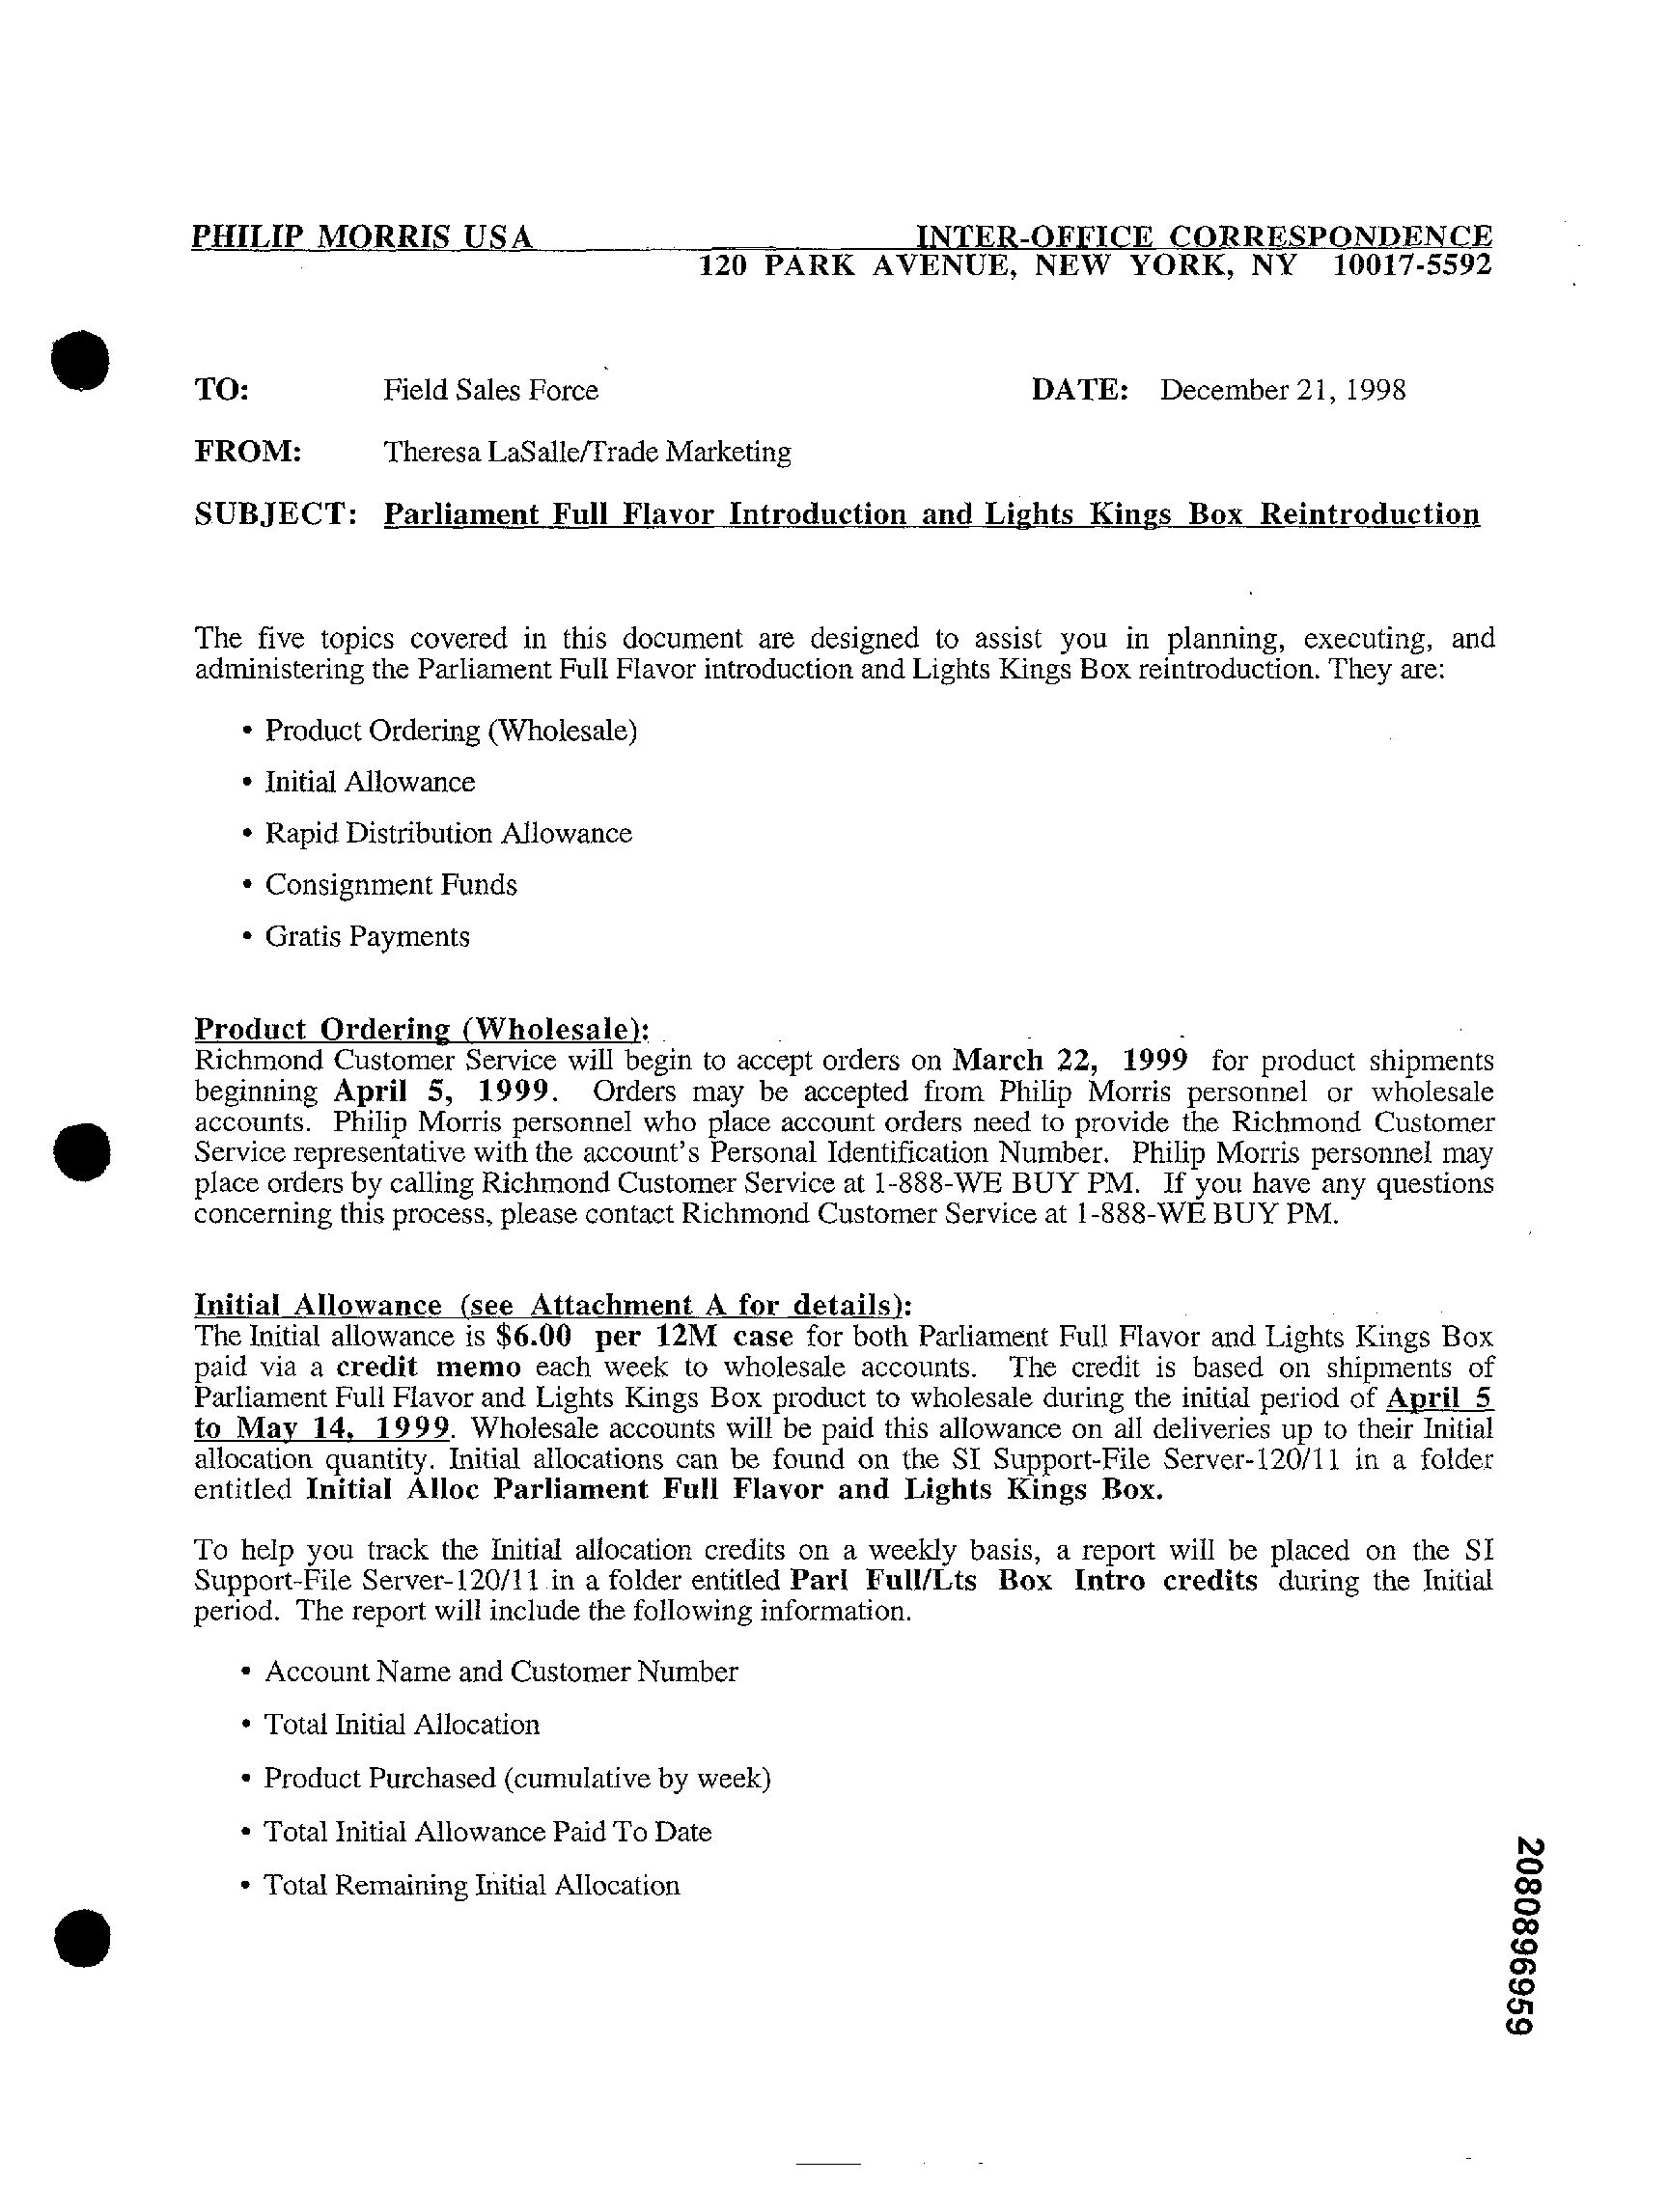 PHILIP MORRIS USA INTER-OFFICE CORRESPONDENCE
120 PARK AVENUE, NEW YORK, NY 10017-5592
TO: Field Sales Force DATE: December 21, 1998
FROM: Theresa LaSalle/Trade Marketing
SUBJECT: Parliament Full Flavor Introduction and Lights Kings Box Reintroduction
The five topics covered in this document are designed to assist you in planning, executing, and
administering the Parliament Full Flavor introduction and Lights Kings Box reintroduction. They are:
• Product Ordering (Wholesale)
• Initial Allowance
• Rapid Distribution Allowance
• Consignment Funds
• Gratis Payments
Product Ordering (Wholesale):
Richmond Customer Service will begin to accept orders on March 22, 1999 for product shipments
beginning April 5, 1999. Orders may be accepted from Philip Morris personnel or wholesale
accounts. Philip Morris personnel who place account orders need to provide the Richmond Customer
Service representative with the account's Personal Identification Number. Philip Morris personnel may
place orders by calling Richmond Customer Service at 1-888-WE BUY PM. If you have any questions
concerning this process, please contact Richmond Customer Service at 1-888-WE BUY PM.
Initial Allowance (see Attachment A for details):
The Initial allowance is $6.00 per 12M case for both Parliament Full Flavor and Lights Kings Box
paid via a credit memo each week to wholesale accounts. The credit is based on shipments of
Parliament Full Flavor and Lights Kings Box product to wholesale during the initial period of April 5
to May 14, 1999. Wholesale accounts will be paid this allowance on all deliveries up to their Initial
allocation quantity. Initial allocations can be found on the SI Support-File Server-120/11 in a folder
entitled Initial Alloc Parliament Full Flavor and Lights Kings Box.
To help you track the Initial allocation credits on a weekly basis, a report will be placed on the SI
Support-File Server-120/11 in a folder entitled Parl Full/Lts Box Intro credits during the Initial
period. The report will include the following information.
• Account Name and Customer Number
• Total Initial Allocation
• Product Purchased (cumulative by week)
• Total Initial Allowance Paid To Date
• Total Remaining Initial Allocation
2080896959